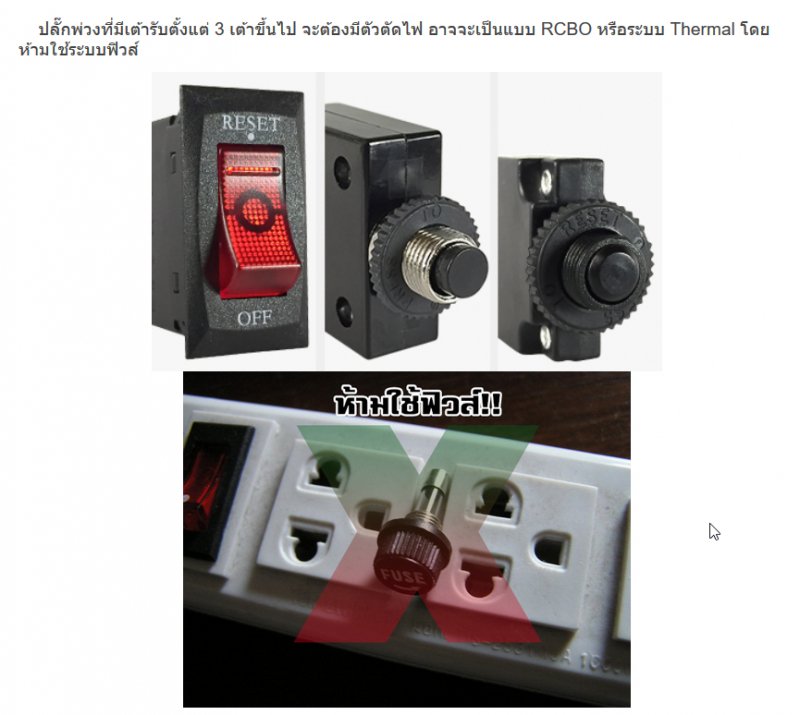 ปลั๊กพ่วงที่มีเต้ารับตั้งแต่ 3 เต้าขึ้นไป จะต้องมีตัวตัดไฟ อาจจะเป็นแบบ RCBO หรือระบบ Thermal โดย
ห้ามใช้ระบบฟิวส์
RESET
OFF
RESET
ห้ามใช้ฟิวส์!!
FUSE